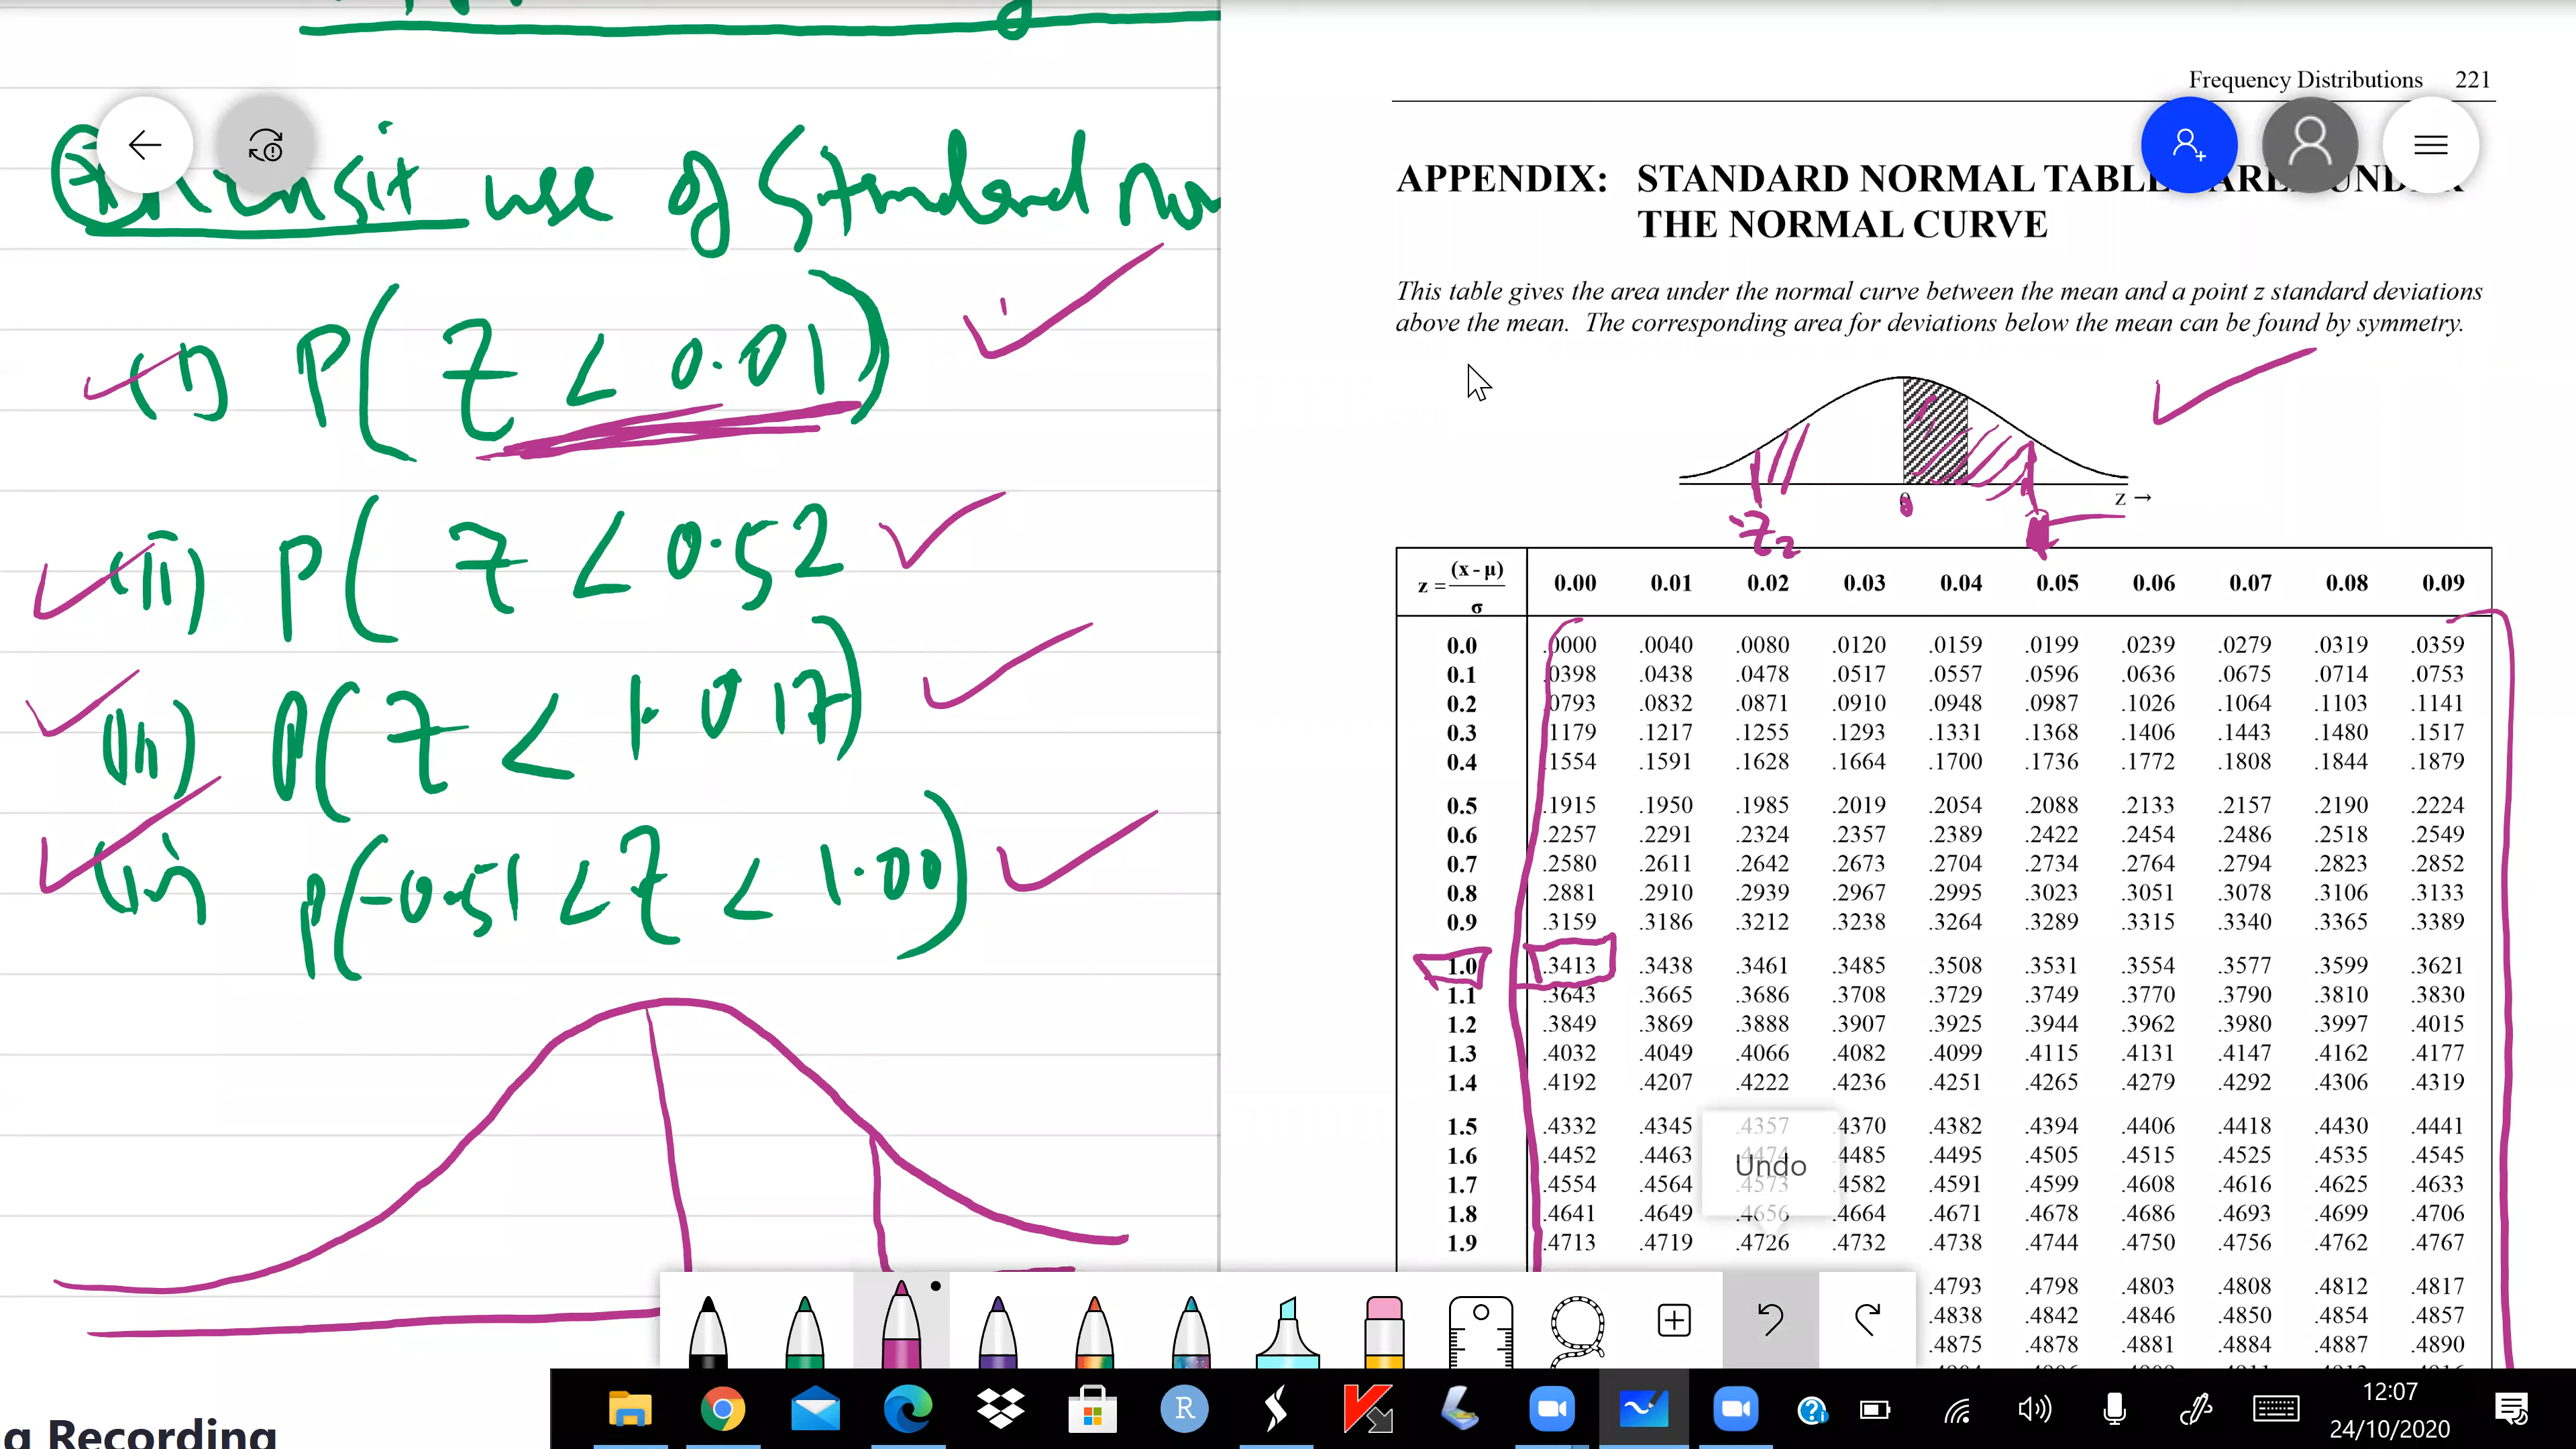 use of Standard
(i) P( Z < 0.01)
(ii) P( Z < 0.52
(iii) P( Z < 1.017)
(iv) P(-0.51 < Z < 1.00)
g Recording
Frequency Distributions 221
APPENDIX: STANDARD NORMAL TABLE
THE NORMAL CURVE
This table gives the area under the normal curve between the mean and a point z standard deviations
above the mean. The corresponding area for deviations below the mean can be found by symmetry.
0 z →
-Z2
z = (x - μ) / σ 0.00 0.01 0.02 0.03 0.04 0.05 0.06 0.07 0.08 0.09
0.0 .0000 .0040 .0080 .0120 .0159 .0199 .0239 .0279 .0319 .0359
0.1 .0398 .0438 .0478 .0517 .0557 .0596 .0636 .0675 .0714 .0753
0.2 .0793 .0832 .0871 .0910 .0948 .0987 .1026 .1064 .1103 .1141
0.3 .1179 .1217 .1255 .1293 .1331 .1368 .1406 .1443 .1480 .1517
0.4 .1554 .1591 .1628 .1664 .1700 .1736 .1772 .1808 .1844 .1879
0.5 .1915 .1950 .1985 .2019 .2054 .2088 .2133 .2157 .2190 .2224
0.6 .2257 .2291 .2324 .2357 .2389 .2422 .2454 .2486 .2518 .2549
0.7 .2580 .2611 .2642 .2673 .2704 .2734 .2764 .2794 .2823 .2852
0.8 .2881 .2910 .2939 .2967 .2995 .3023 .3051 .3078 .3106 .3133
0.9 .3159 .3186 .3212 .3238 .3264 .3289 .3315 .3340 .3365 .3389
1.0 .3413 .3438 .3461 .3485 .3508 .3531 .3554 .3577 .3599 .3621
1.1 .3643 .3665 .3686 .3708 .3729 .3749 .3770 .3790 .3810 .3830
1.2 .3849 .3869 .3888 .3907 .3925 .3944 .3962 .3980 .3997 .4015
1.3 .4032 .4049 .4066 .4082 .4099 .4115 .4131 .4147 .4162 .4177
1.4 .4192 .4207 .4222 .4236 .4251 .4265 .4279 .4292 .4306 .4319
1.5 .4332 .4345 .4357 .4370 .4382 .4394 .4406 .4418 .4430 .4441
1.6 .4452 .4463 .4474 .4485 .4495 .4505 .4515 .4525 .4535 .4545
1.7 .4554 .4564 .4573 .4582 .4591 .4599 .4608 .4616 .4625 .4633
1.8 .4641 .4649 .4656 .4664 .4671 .4678 .4686 .4693 .4699 .4706
1.9 .4713 .4719 .4726 .4732 .4738 .4744 .4750 .4756 .4762 .4767
.4793 .4798 .4803 .4808 .4812 .4817
.4838 .4842 .4846 .4850 .4854 .4857
.4875 .4878 .4881 .4884 .4887 .4890
Undo
12:07
24/10/2020